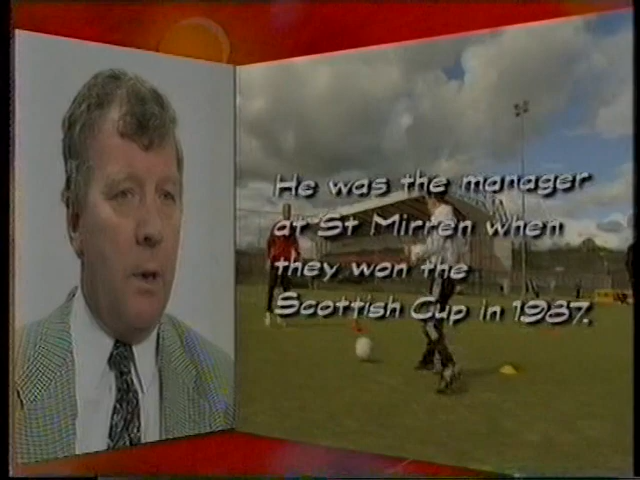 He was the manager
at St Mirren when
they won the
Scottish Cup in 1987.